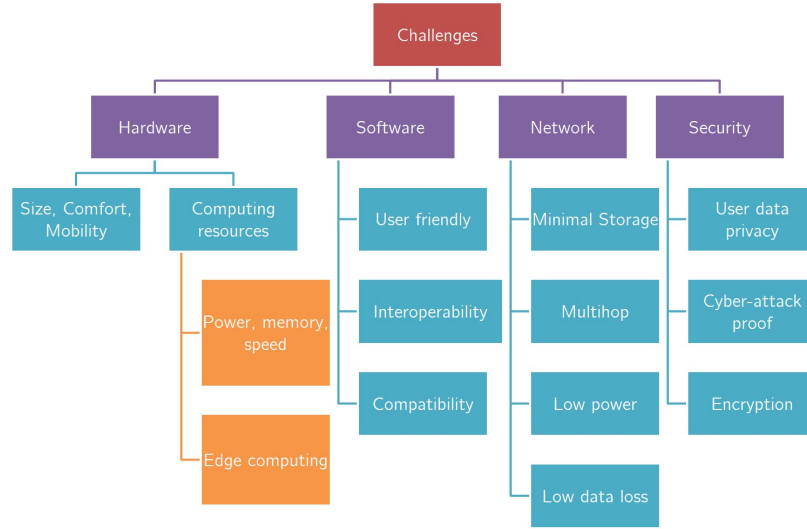 Challenges
Hardware
Software
Network
Security
Size, Comfort,
Mobility
Computing
resources
Power, memory,
speed
Edge computing
User friendly
Interoperability
Compatibility
Minimal Storage
Multihop
Low power
Low data loss
User data
privacy
Cyber-attack
proof
Encryption